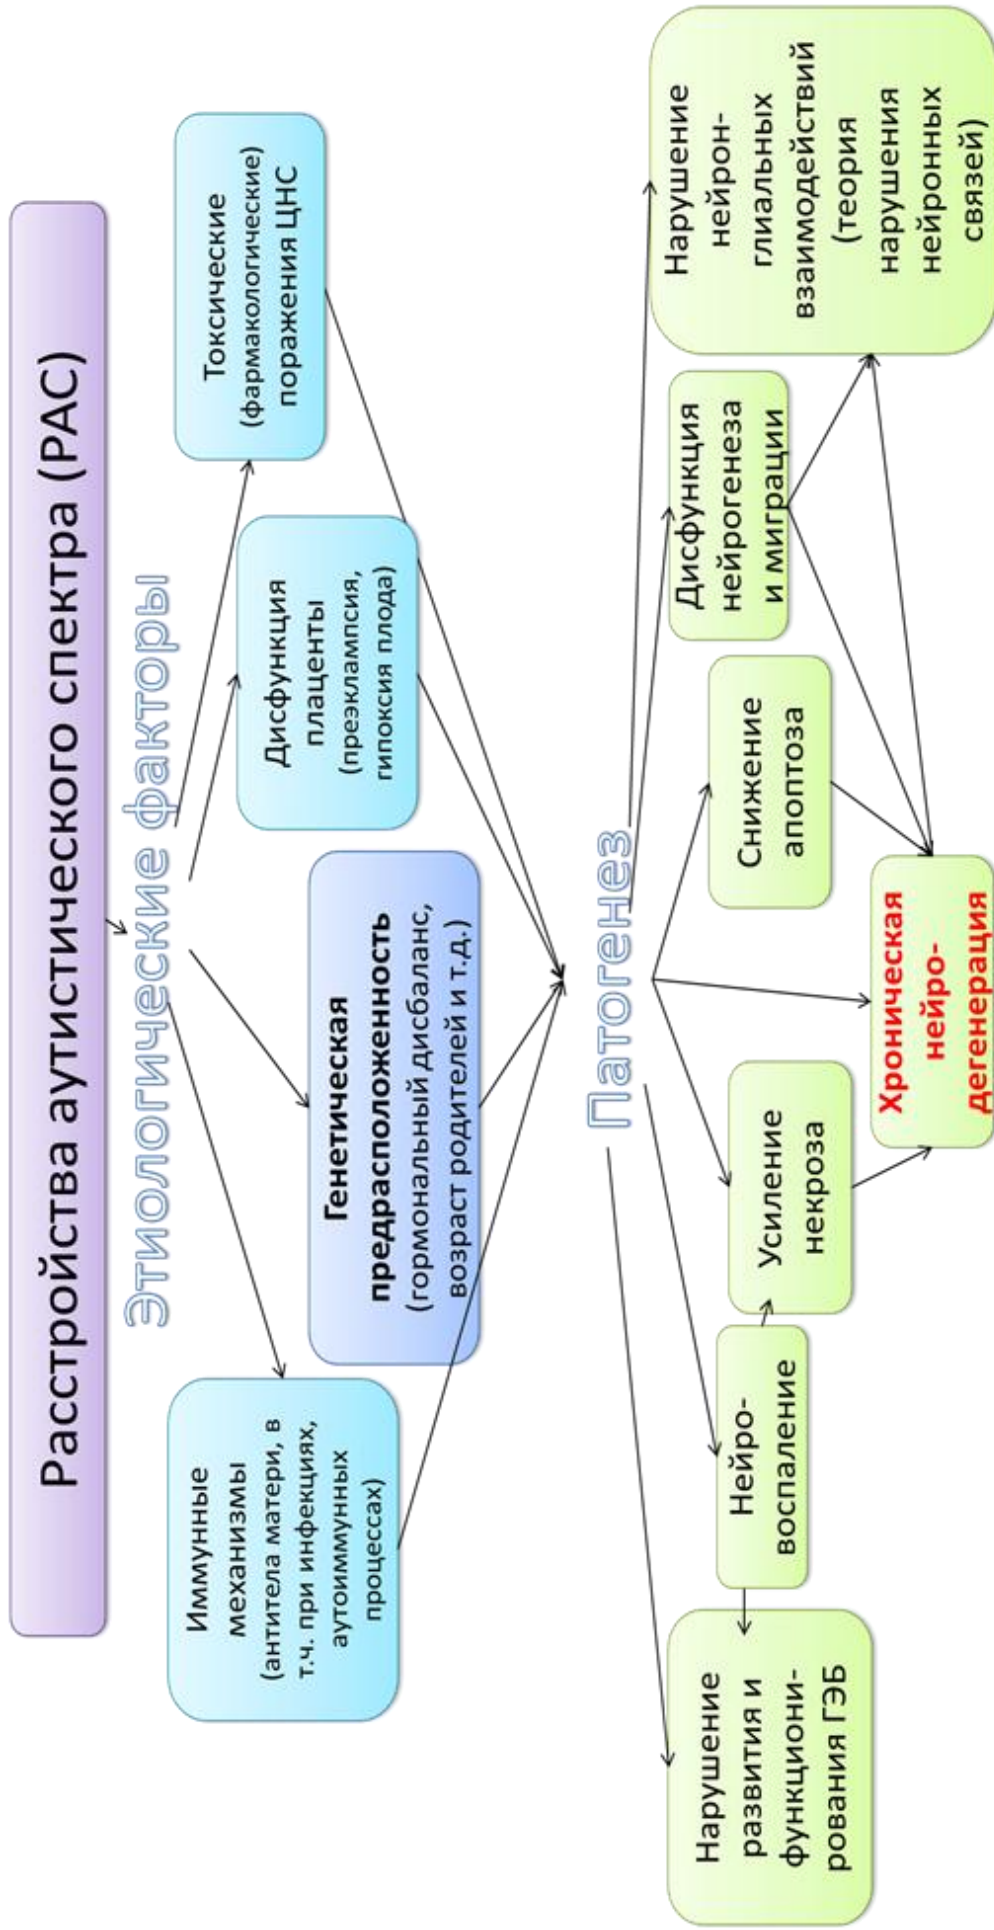 Расстройства аутистического спектра (РАС)
Этиологические факторы
Иммунные
механизмы
(антитела матери, в
т.ч. при инфекциях,
аутоиммунных
процессах)
Генетическая
предрасположенность
(гормональный дисбаланс,
возраст родителей и т.д.)
Дисфункция
плаценты
(преэклампсия,
гипоксия плода)
Токсические
(фармакологические)
поражения ЦНС
Патогенез
Нарушение
развития и
функциони-
рования ГЭБ
Нейро-
воспаление
Усиление
некроза
Хроническая
нейро-
дегенерация
Снижение
апоптоза
Дисфункция
нейрогенеза
и миграции
Нарушение
нейрон-
глиальных
взаимодействий
(теория
нарушения
нейронных
связей)